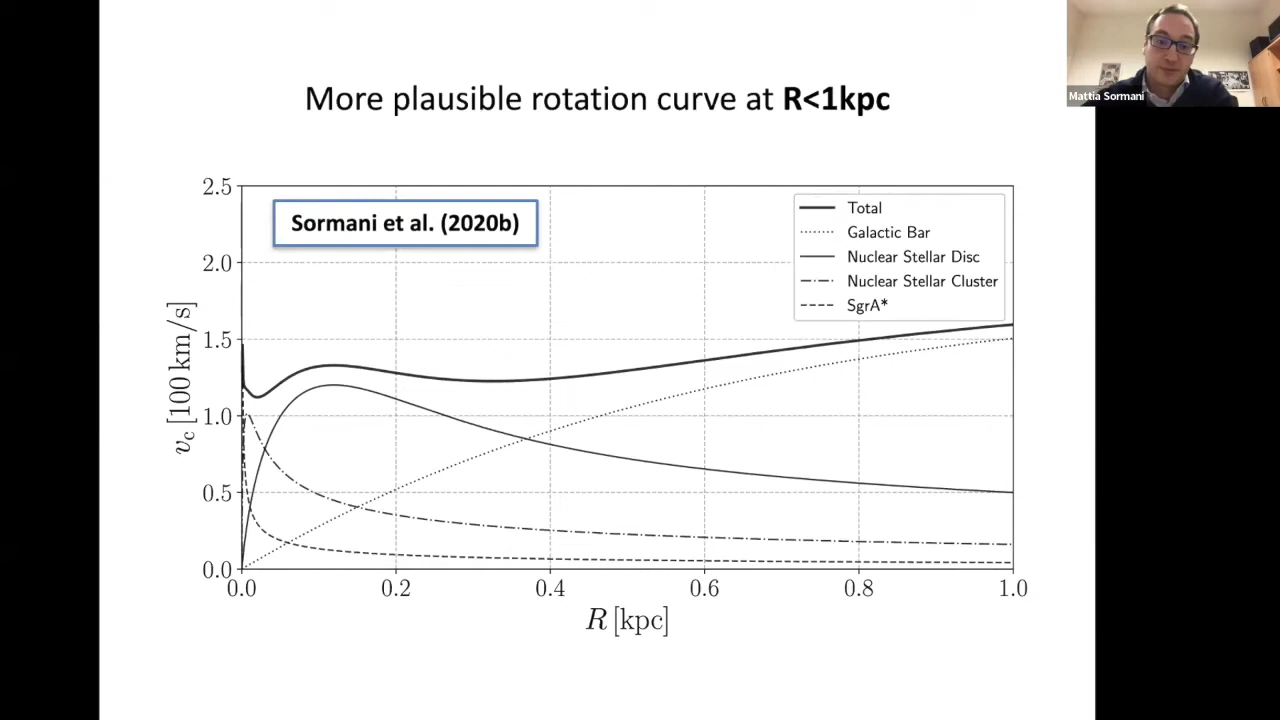 More plausible rotation curve at R<1kpc
Mattia Sormani
Sormani et al. (2020b)
Total
Galactic Bar
Nuclear Stellar Disc
Nuclear Stellar Cluster
SgrA*
2.5
2.0
1.5
1.0
0.5
0.0
v_c [100 km/s]
0.0 0.2 0.4 0.6 0.8 1.0
R [kpc]